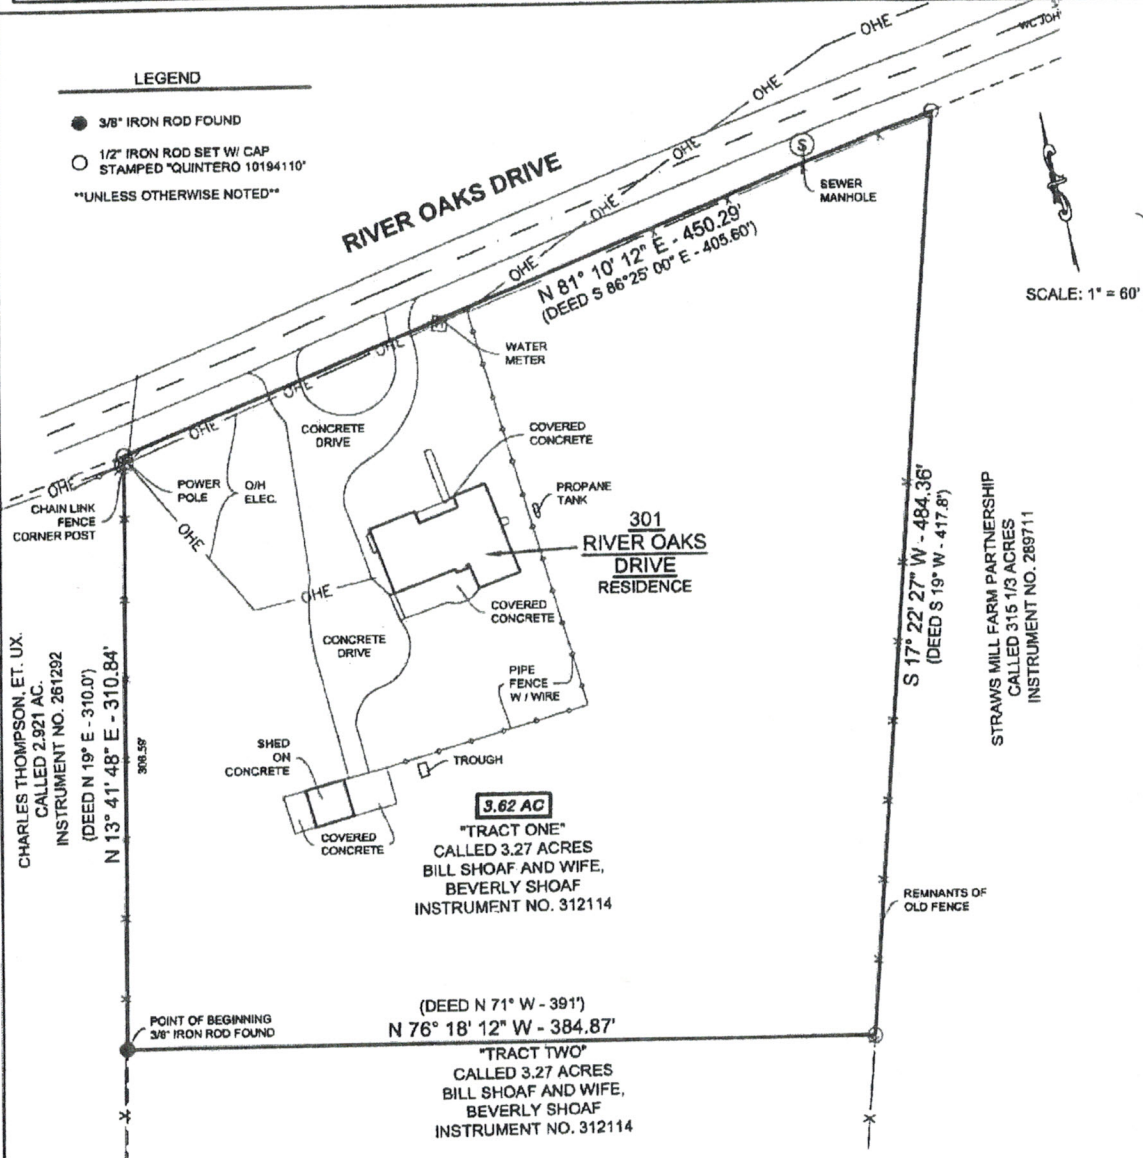 LEGEND
3/8" IRON ROD FOUND
1/2" IRON ROD SET W/ CAP
STAMPED "QUINTERO 10194110"
**UNLESS OTHERWISE NOTED**
OHE
OHE
OHE
OHE
OHE
RIVER OAKS DRIVE
SEWER
MANHOLE
S
N 81° 10' 12" E - 450.29'
(DEED S 86°25' 00" E - 405.60')
SCALE: 1" = 60'
WATER
METER
OHE
OHE
OHE
OHE
CONCRETE
DRIVE
COVERED
CONCRETE
POWER
POLE
O/H
ELEC.
PROPANE
TANK
CHAIN LINK
FENCE
CORNER POST
OHE
301
RIVER OAKS
DRIVE
RESIDENCE
OHE
COVERED
CONCRETE
CONCRETE
DRIVE
S 17° 22' 27" W - 484.36'
(DEED S 19° W - 417.8')
STRAWS MILL FARM PARTNERSHIP
CALLED 315 1/3 ACRES
INSTRUMENT NO. 289711
CHARLES THOMPSON, ET. UX.
CALLED 2.921 AC.
INSTRUMENT NO. 261292
(DEED N 19° E - 310.0')
N 13° 41' 48" E - 310.84'
308.59'
PIPE
FENCE
W / WIRE
SHED
ON
CONCRETE
TROUGH
COVERED
CONCRETE
3.62 AC
"TRACT ONE"
CALLED 3.27 ACRES
BILL SHOAF AND WIFE,
BEVERLY SHOAF
INSTRUMENT NO. 312114
REMNANTS OF
OLD FENCE
POINT OF BEGINNING
3/8" IRON ROD FOUND
(DEED N 71° W - 391')
N 76° 18' 12" W - 384.87'
"TRACT TWO"
CALLED 3.27 ACRES
BILL SHOAF AND WIFE,
BEVERLY SHOAF
INSTRUMENT NO. 312114